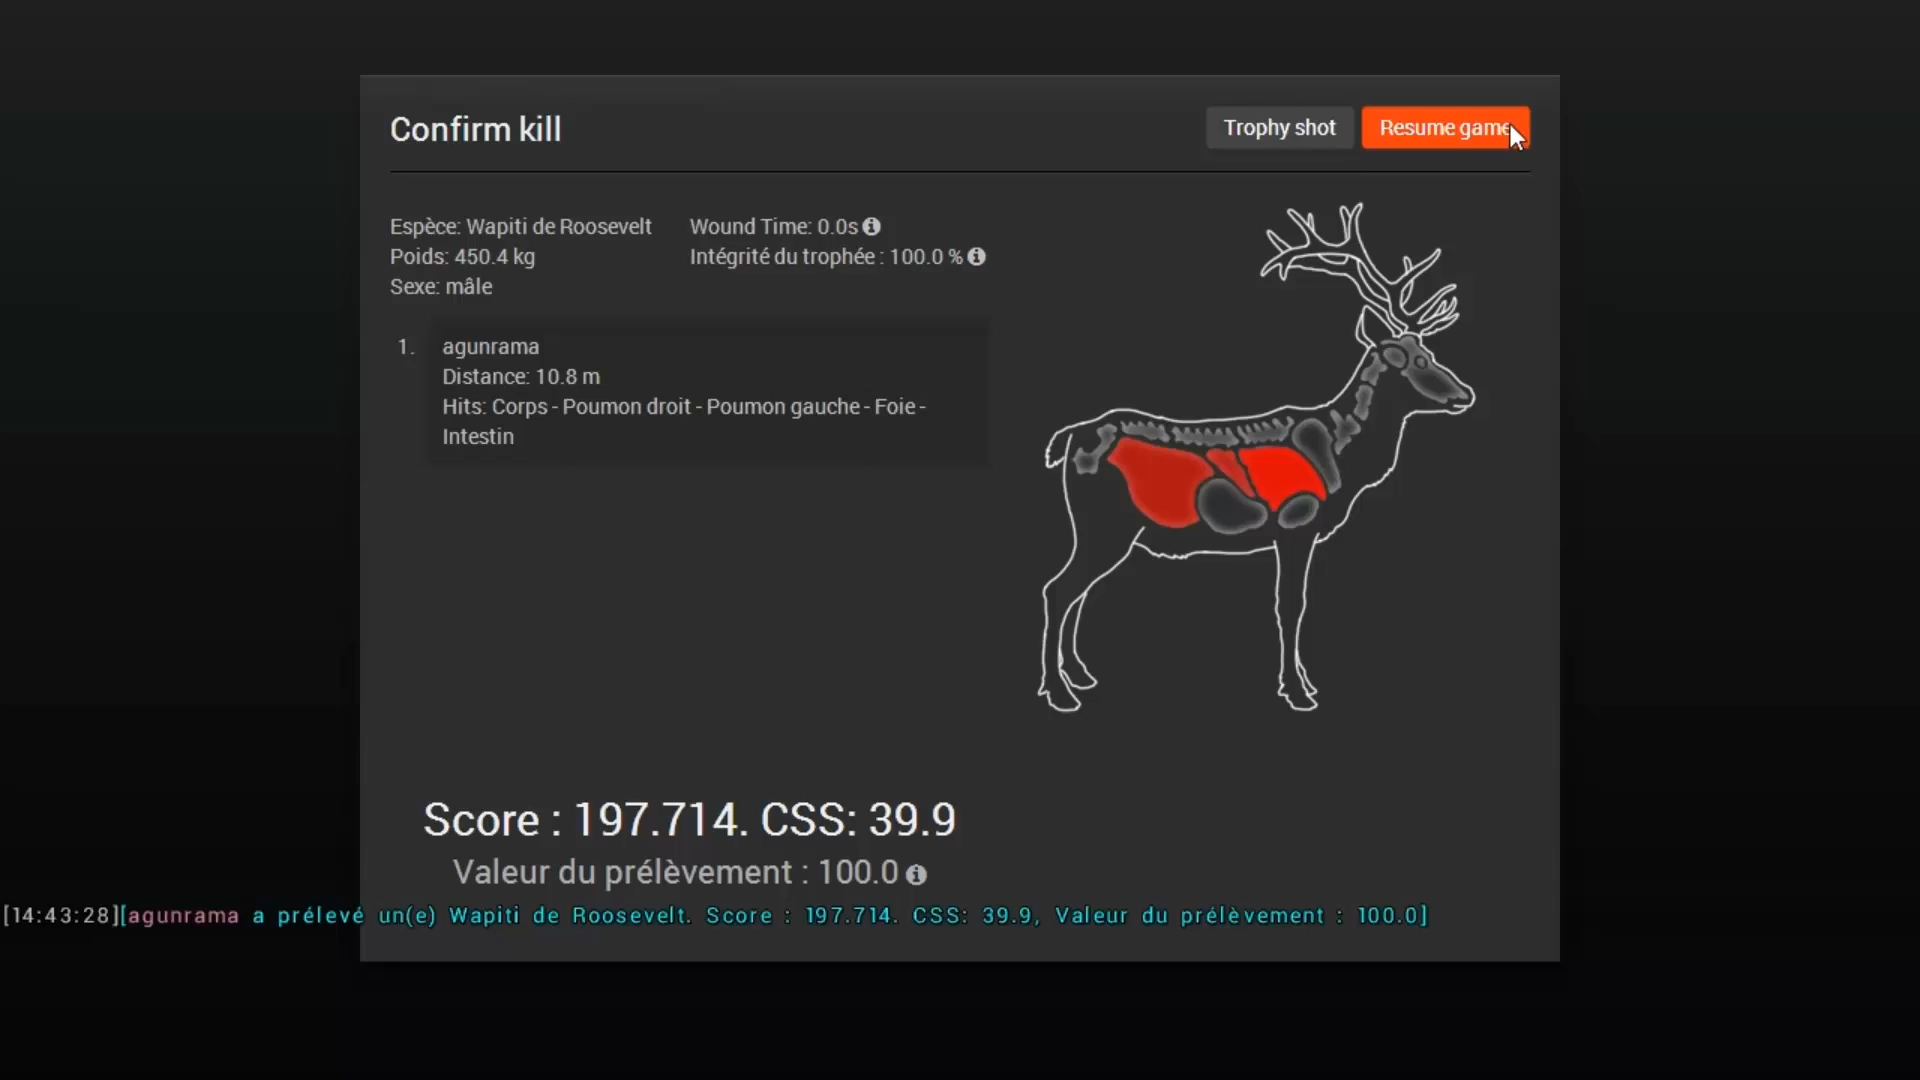 Confirm kill
Trophy shot
Resume game
Espèce: Wapiti de Roosevelt
Poids: 450.4 kg
Sexe: mâle
Wound Time: 0.0s
Intégrité du trophée : 100.0 %
1.
agunrama
Distance: 10.8 m
Hits: Corps - Poumon droit - Poumon gauche - Foie -
Intestin
Score : 197.714. CSS: 39.9
Valeur du prélèvement : 100.0
[14:43:28][agunrama a prélevé un(e) Wapiti de Roosevelt. Score : 197.714. CSS: 39.9, Valeur du prélèvement : 100.0]